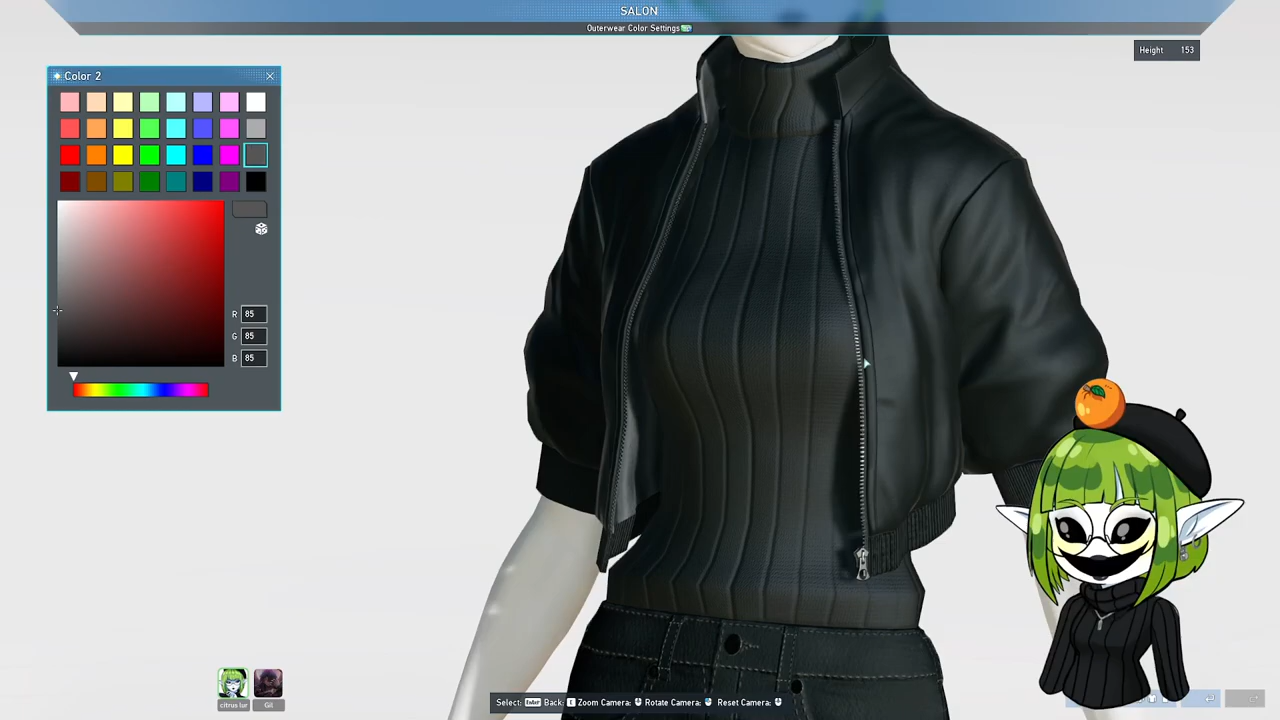 SALON
Outerwear Color Settings
Height 153
Color 2
R 85
G 85
B 85
citrus lur
Gil
Select: Enter Back: Zoom Camera: Rotate Camera: Reset Camera: